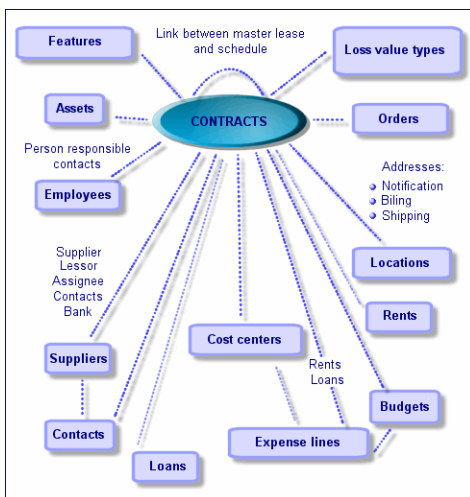 Features
Link between master lease
and schedule
Loss value types
Assets
CONTRACTS
Orders
Person responsible
contacts
Employees
Addresses:
Notification
Biling
Shipping
Supplier
Lessor
Assignee
Contacts
Bank
Locations
Rents
Suppliers
Cost centers
Rents
Loans
Budgets
Contacts
Expense lines
Loans